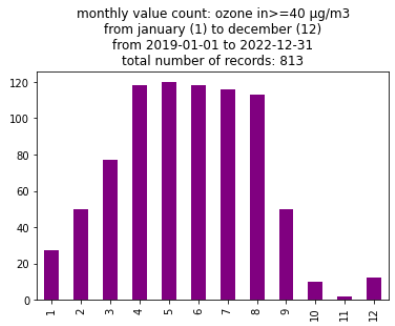 monthly value count: ozone in>=40 µg/m3
from january (1) to december (12)
from 2019-01-01 to 2022-12-31
total number of records: 813
120
100
80
60
40
20
0
1 2 3 4 5 6 7 8 9 10 11 12